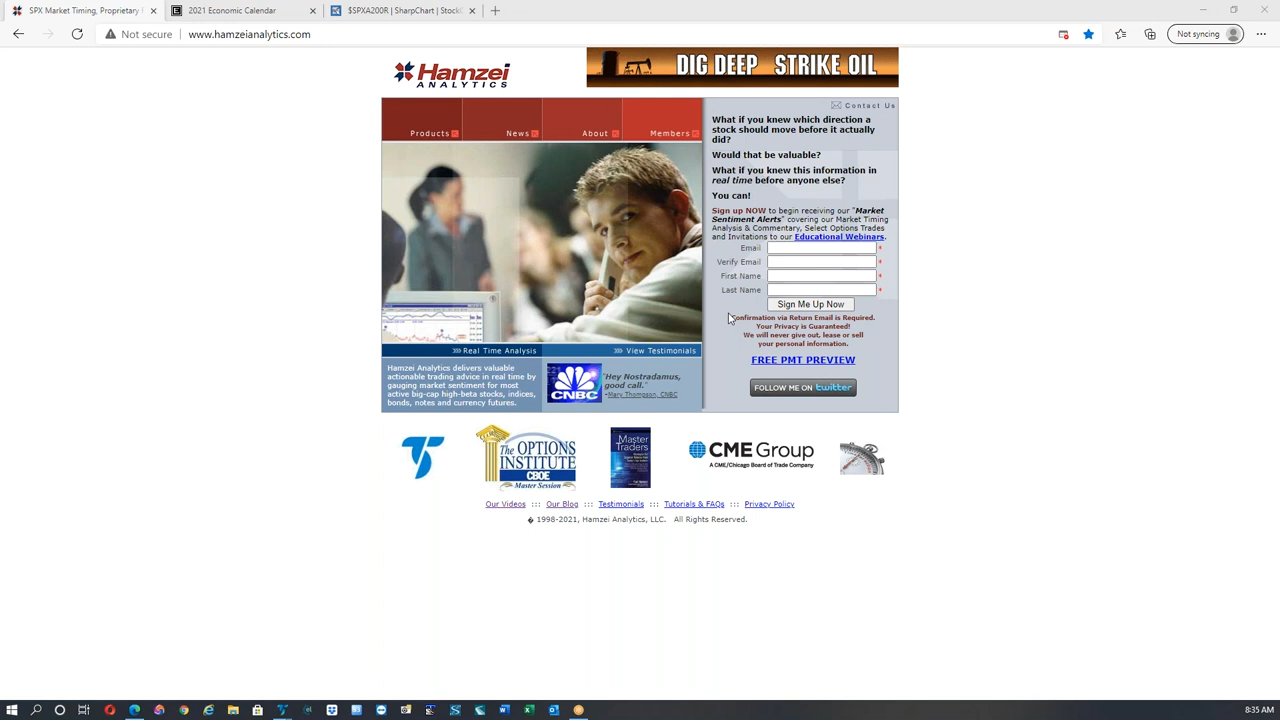 SPX Market Timing, Proprietary
2021 Economic Calendar
$SPXA200R | SharpChart | Stock
Not secure
www.hamzeianalytics.com
Not syncing
Hamzei
ANALYTICS
DIG DEEP STRIKE OIL
Products
News
About
Members
Contact Us
What if you knew which direction a
stock should move before it actually
did?
Would that be valuable?
What if you knew this information in
real time before anyone else?
You can!
Sign up NOW to begin receiving our "Market
Sentiment Alerts" covering our Market Timing
Analysis & Commentary, Select Options Trades
and Invitations to our Educational Webinars.
Email *
Verify Email *
First Name *
Last Name *
Sign Me Up Now
Confirmation via Return Email is Required.
Your Privacy is Guaranteed!
We will never give out, lease or sell
your personal information.
FREE PMT PREVIEW
FOLLOW ME ON twitter
Real Time Analysis
View Testimonials
Hamzei Analytics delivers valuable
actionable trading advice in real time by
gauging market sentiment for most
active big-cap high-beta stocks, indices,
bonds, notes and currency futures.
CNBC
"Hey Nostradamus,
good call."
-Mary Thompson, CNBC
The OPTIONS
INSTITUTE
CBOE
Master Session
Master
Traders
CME Group
A CME/Chicago Board of Trade Company
Our Videos ::: Our Blog ::: Testimonials ::: Tutorials & FAQs ::: Privacy Policy
� 1998-2021, Hamzei Analytics, LLC. All Rights Reserved.
8:35 AM